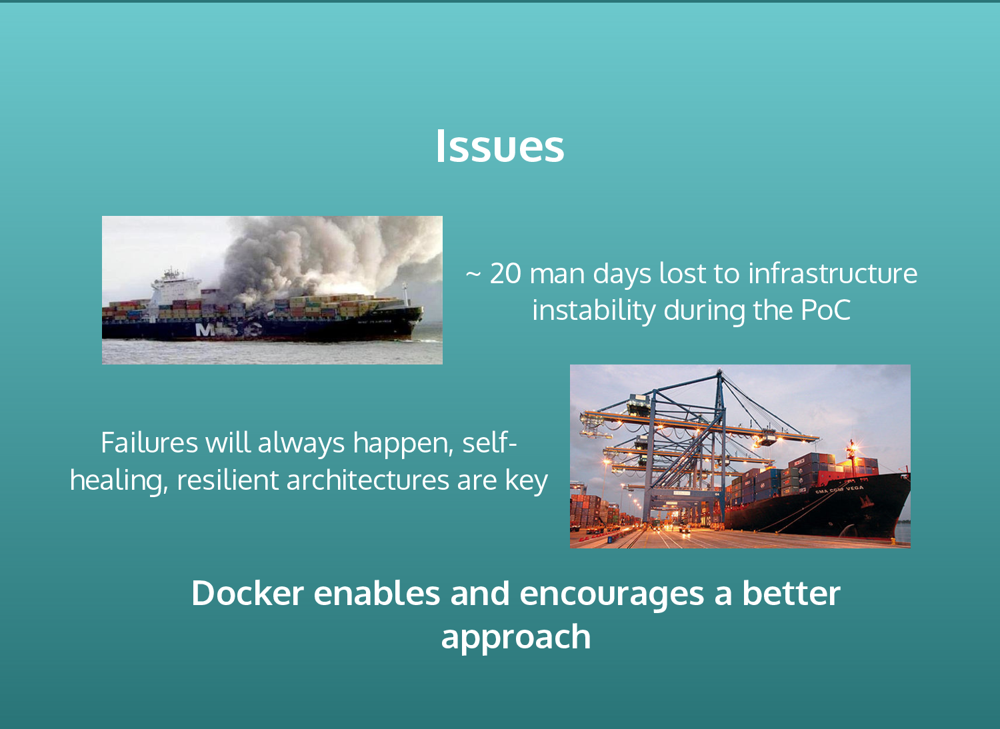 Issues
~ 20 man days lost to infrastructure
instability during the PoC
MISC
Failures will always happen, self-
healing, resilient architectures are key
CMA CGM VEGA
Docker enables and encourages a better
approach